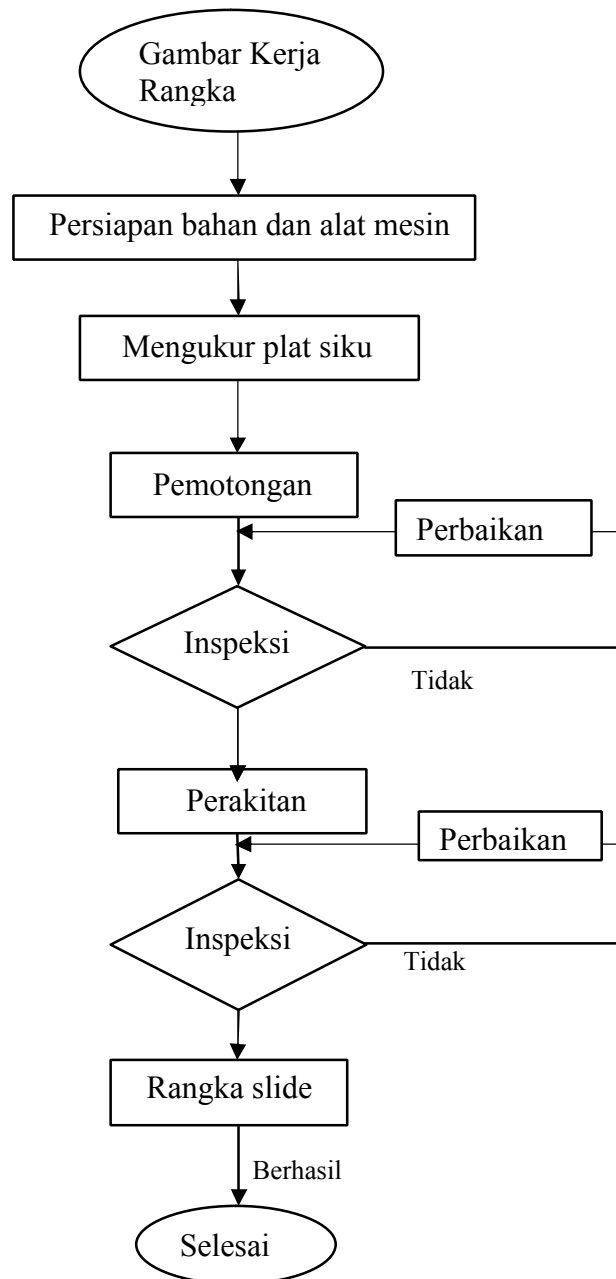 Gambar Kerja
Rangka
Persiapan bahan dan alat mesin
Mengukur plat siku
Pemotongan
Perbaikan
Inspeksi
Tidak
Perakitan
Perbaikan
Inspeksi
Tidak
Rangka slide
Berhasil
Selesai